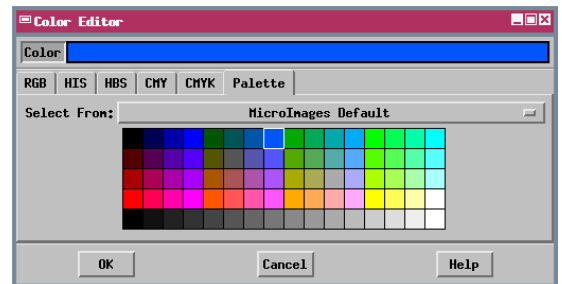 Color Editor
Color
RGB HIS HBS CMY CMYK Palette
Select From: MicroImages Default
OK Cancel Help